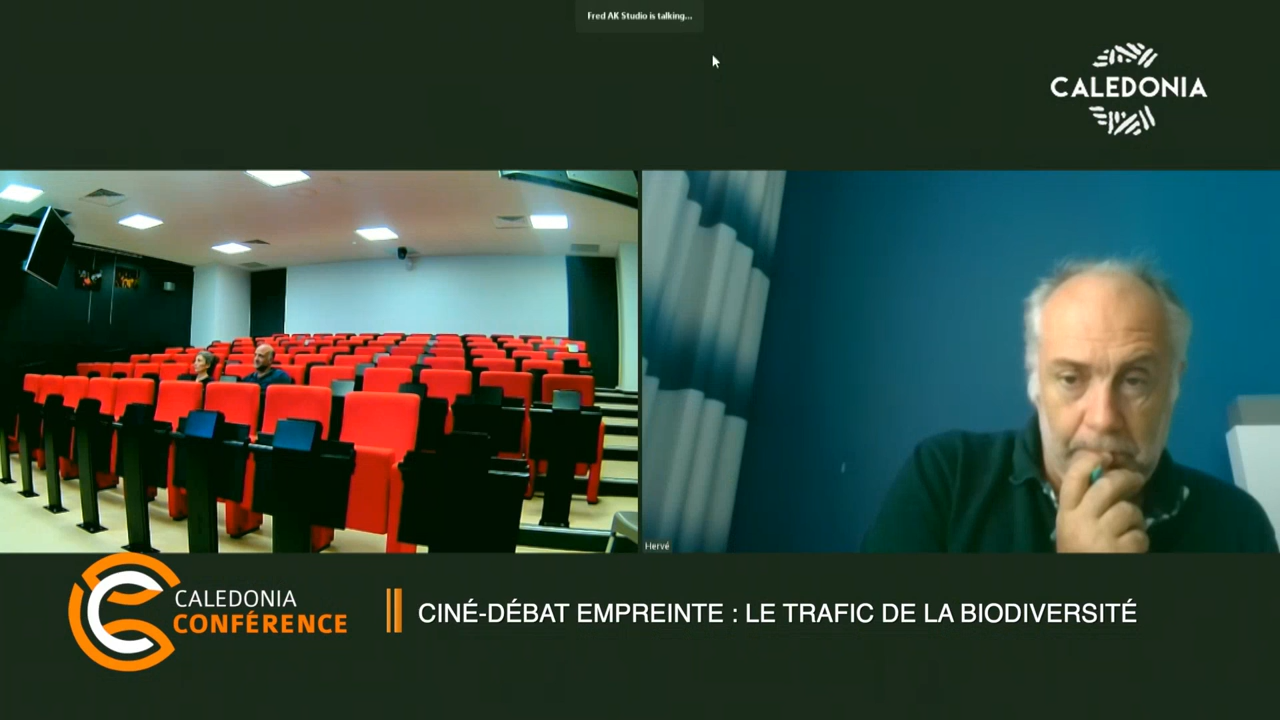 Fred AK Studio is talking...
CALEDONIA
Hervé
CALEDONIA
CONFÉRENCE
CINÉ-DÉBAT EMPREINTE : LE TRAFIC DE LA BIODIVERSITÉ